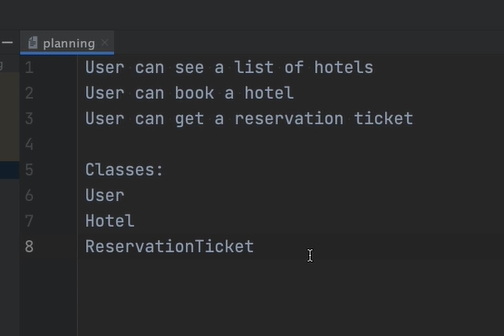 planning
1 User can see a list of hotels
2 User can book a hotel
3 User can get a reservation ticket
4
5 Classes:
6 User
7 Hotel
8 ReservationTicket